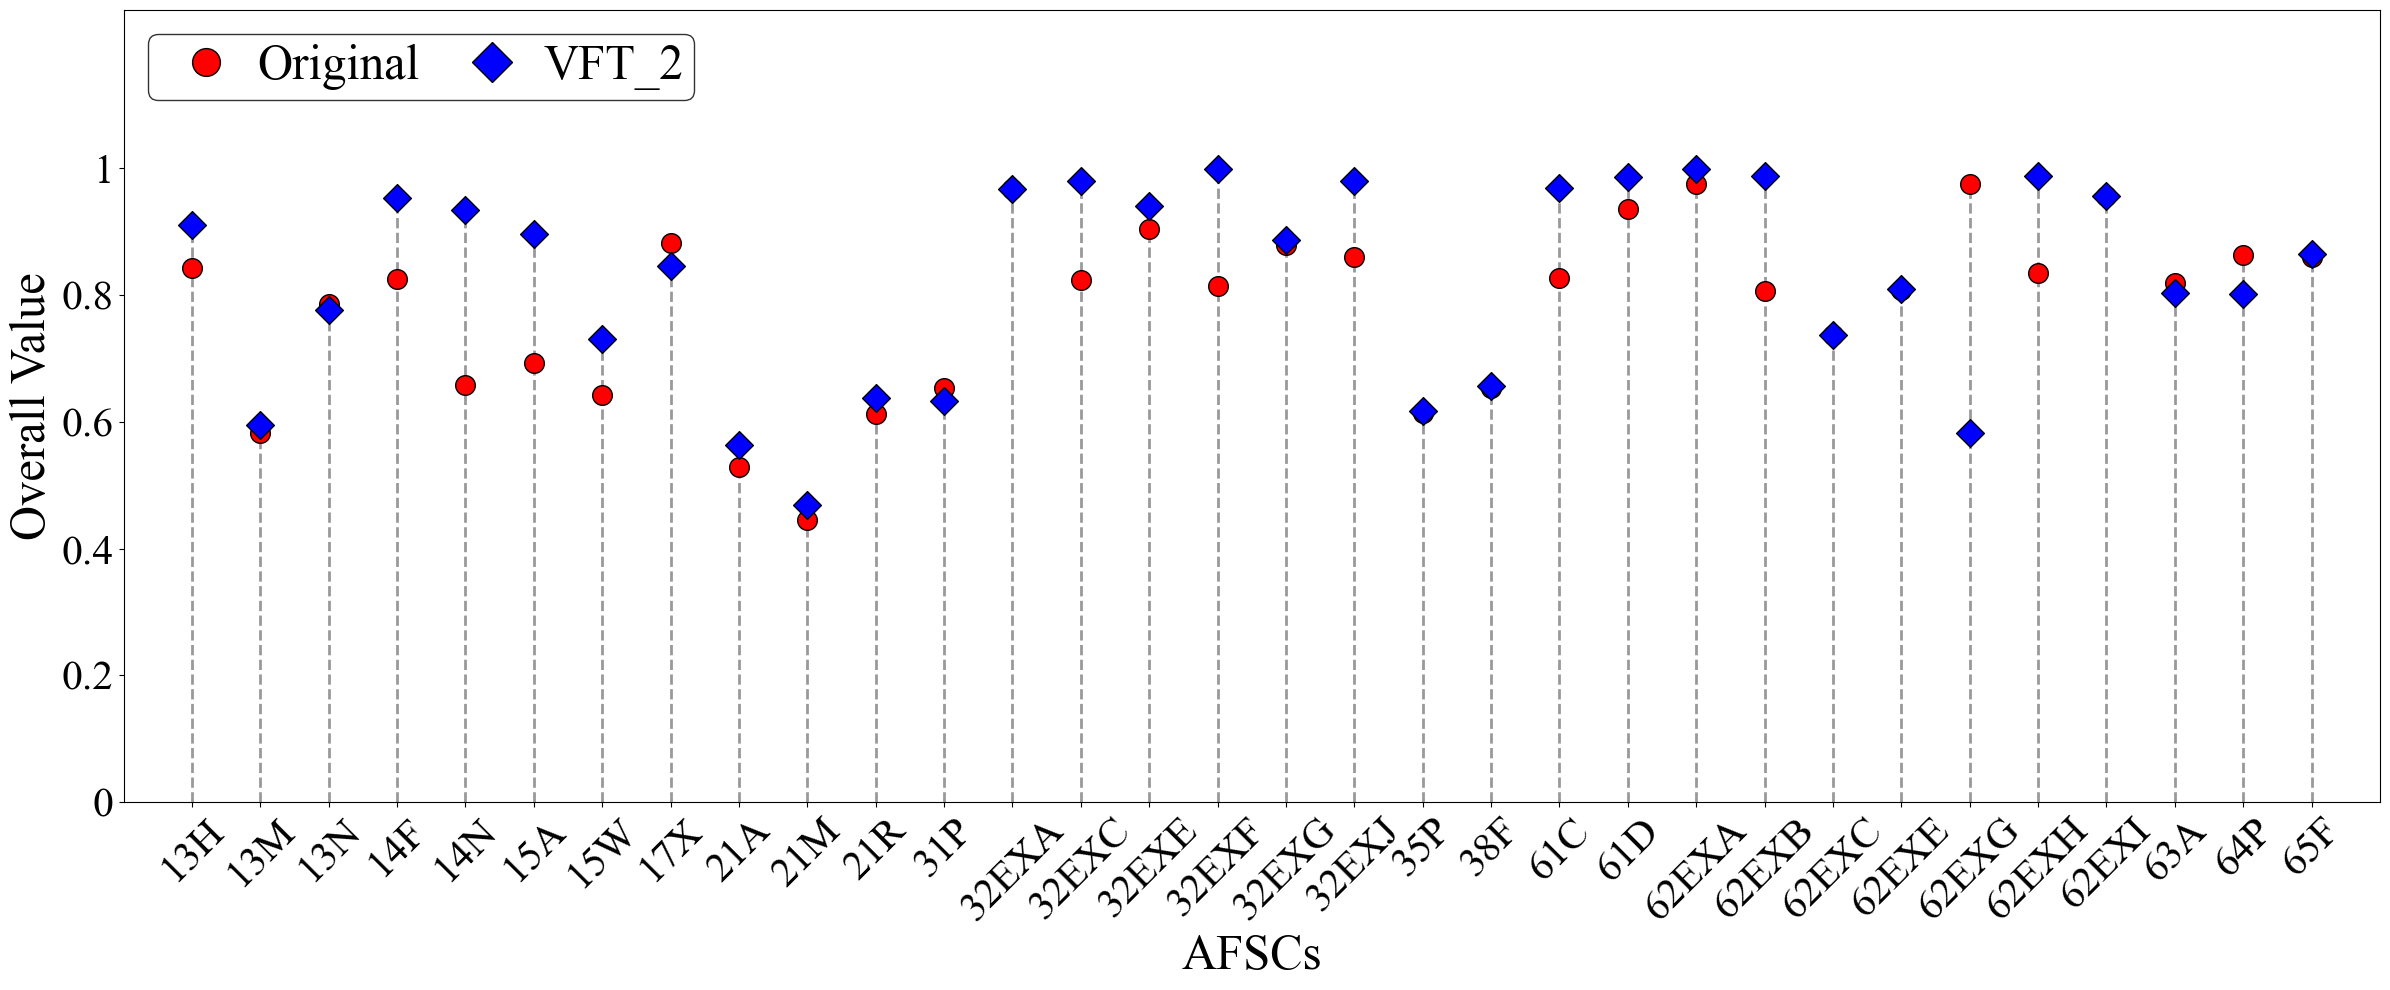 Original VFT_2
Overall Value
1
0.8
0.6
0.4
0.2
0
13H 13M 13N 14F 14N 15A 15W 17X 21A 21M 21R 31P 32EXA 32EXC 32EXE 32EXF 32EXG 32EXJ 35P 38F 61C 61D 62EXA 62EXB 62EXC 62EXE 62EXG 62EXH 62EXI 63A 64P 65F
AFSCs